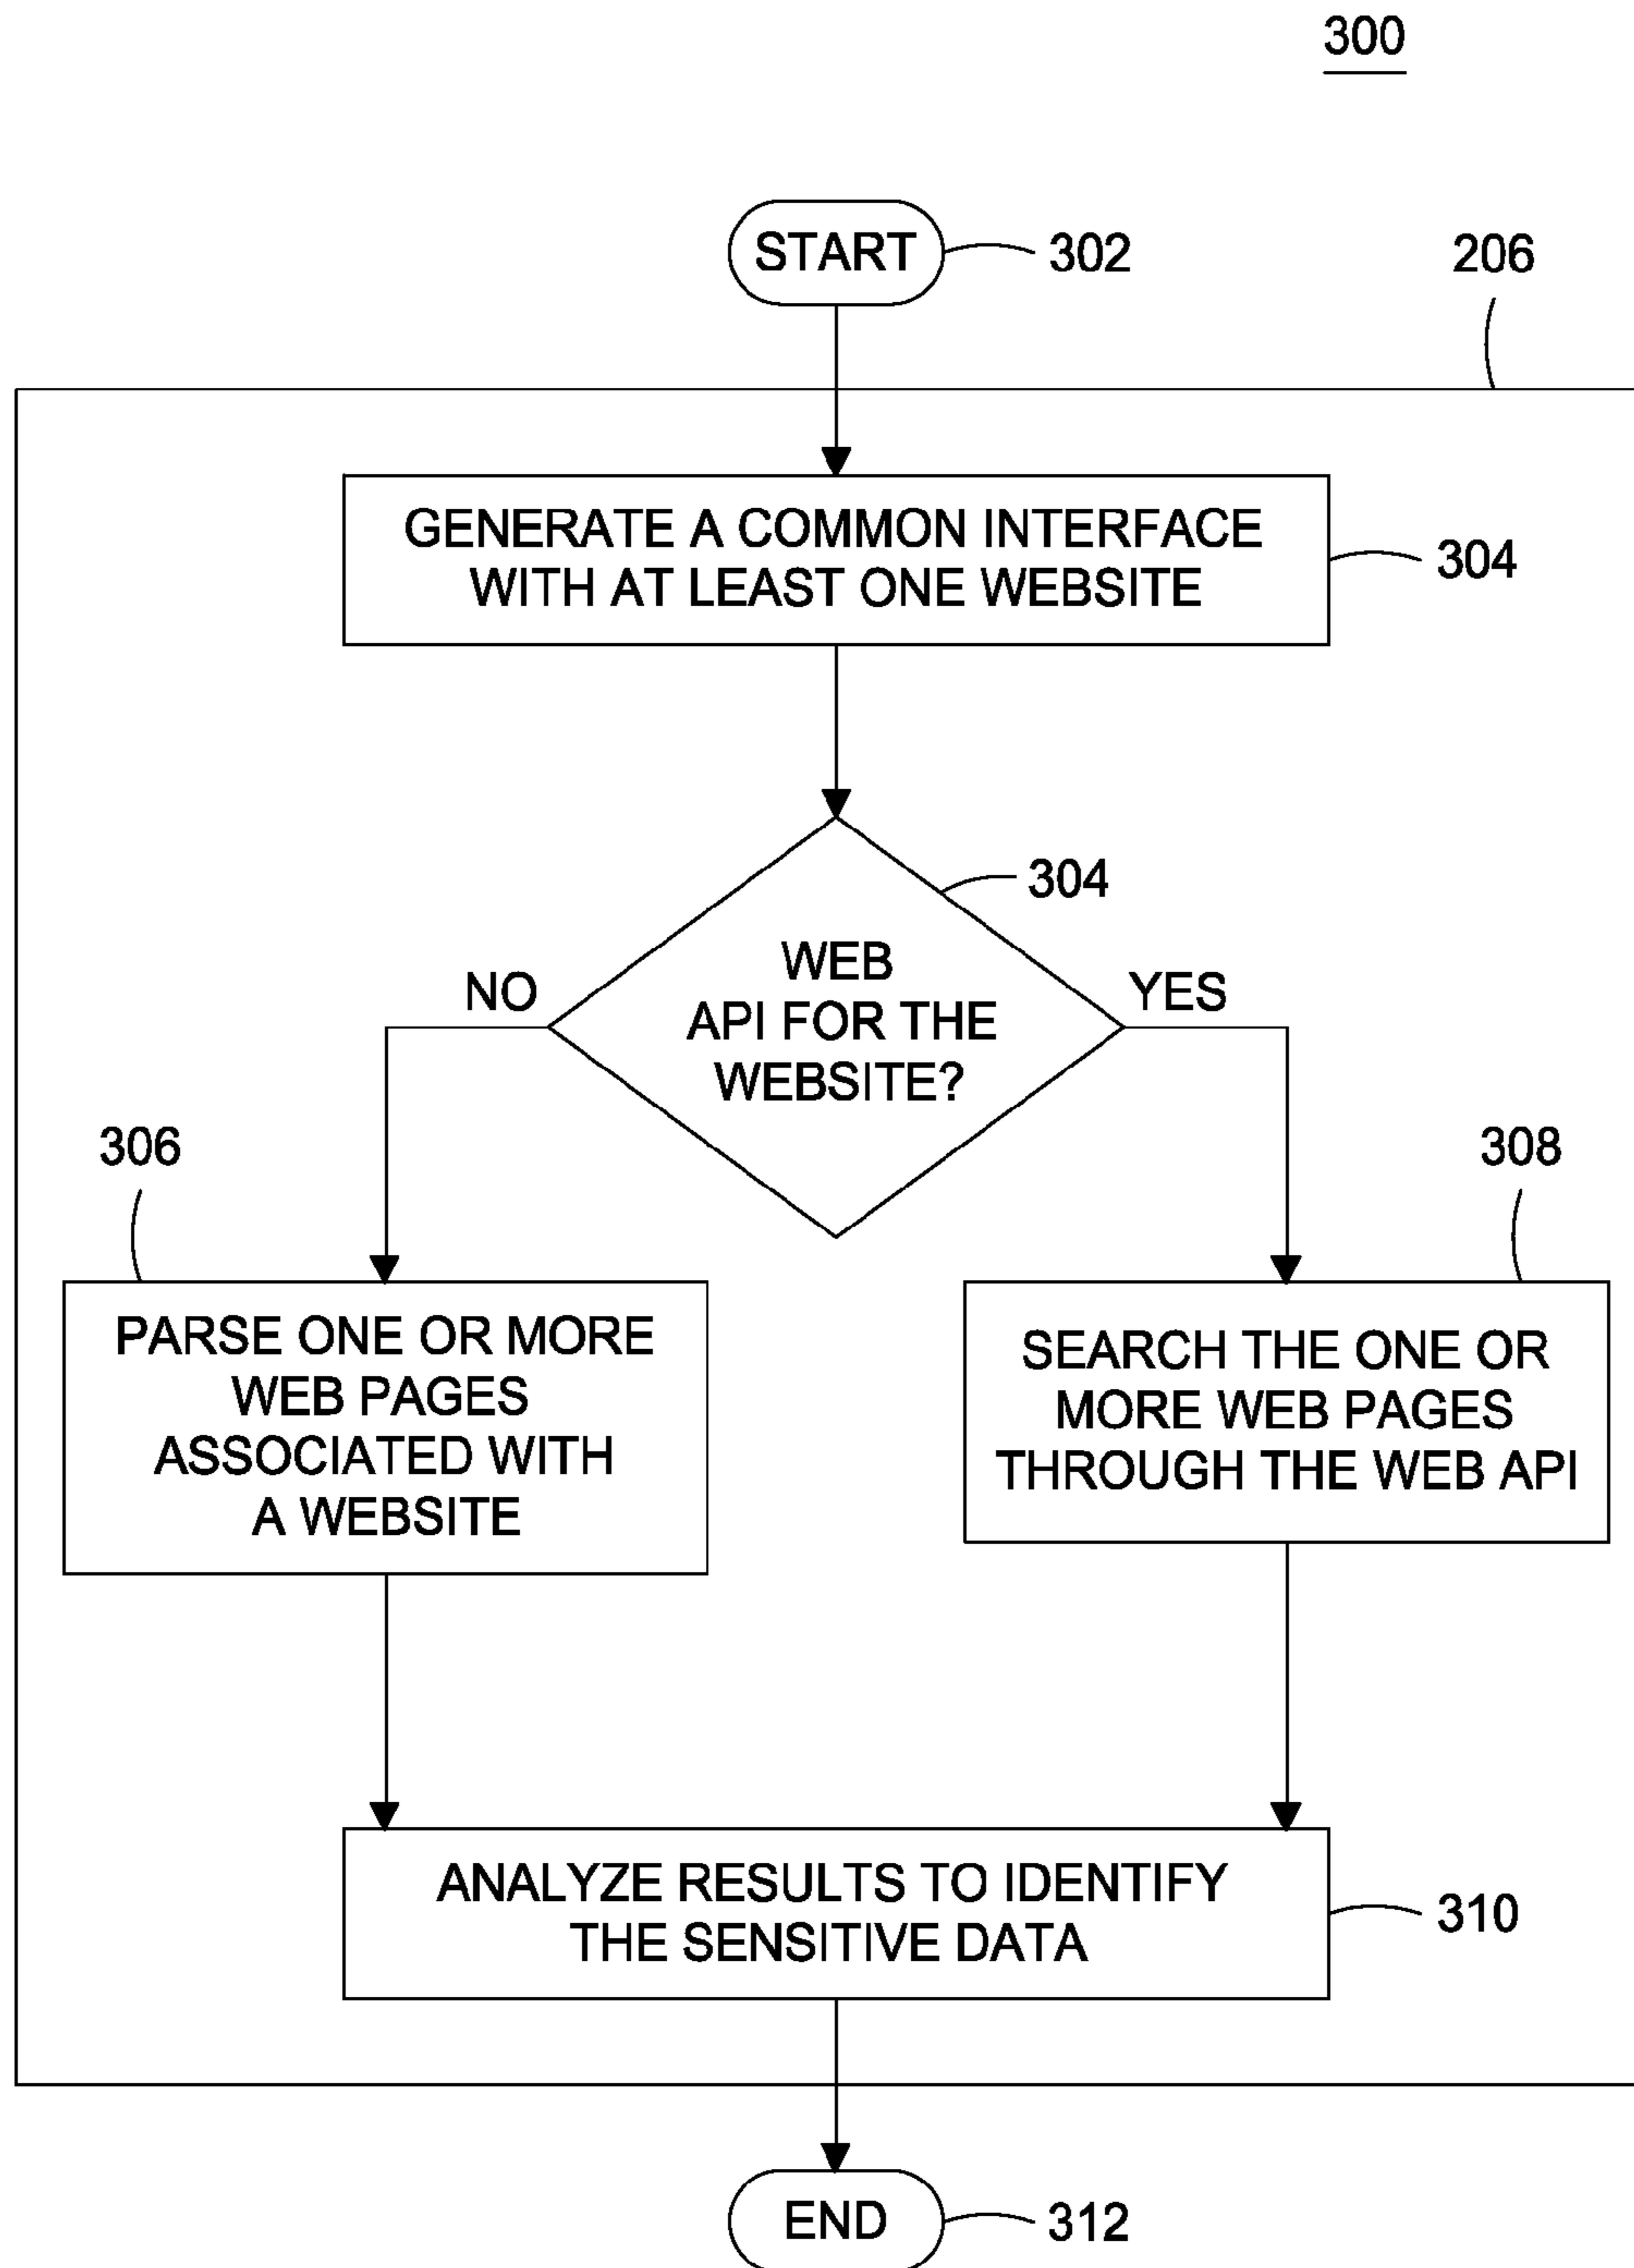 300
START
302
206
GENERATE A COMMON INTERFACE
WITH AT LEAST ONE WEBSITE
304
304
WEB
API FOR THE
WEBSITE?
NO
YES
306
308
PARSE ONE OR MORE
WEB PAGES
ASSOCIATED WITH
A WEBSITE
SEARCH THE ONE OR
MORE WEB PAGES
THROUGH THE WEB API
ANALYZE RESULTS TO IDENTIFY
THE SENSITIVE DATA
310
END
312